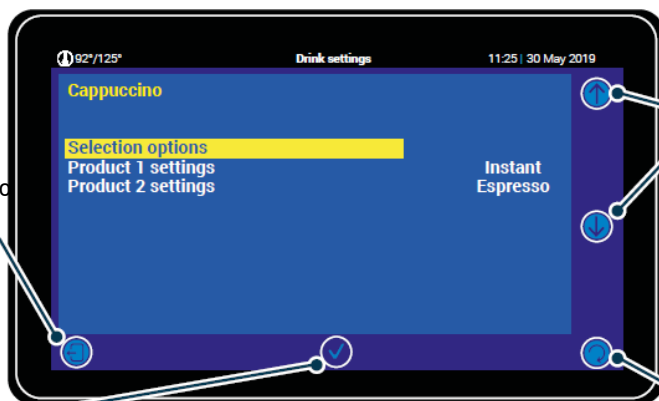 92°/125° Drink settings 11:25 | 30 May 2019
Cappuccino
Selection options
Product 1 settings Instant
Product 2 settings Espresso